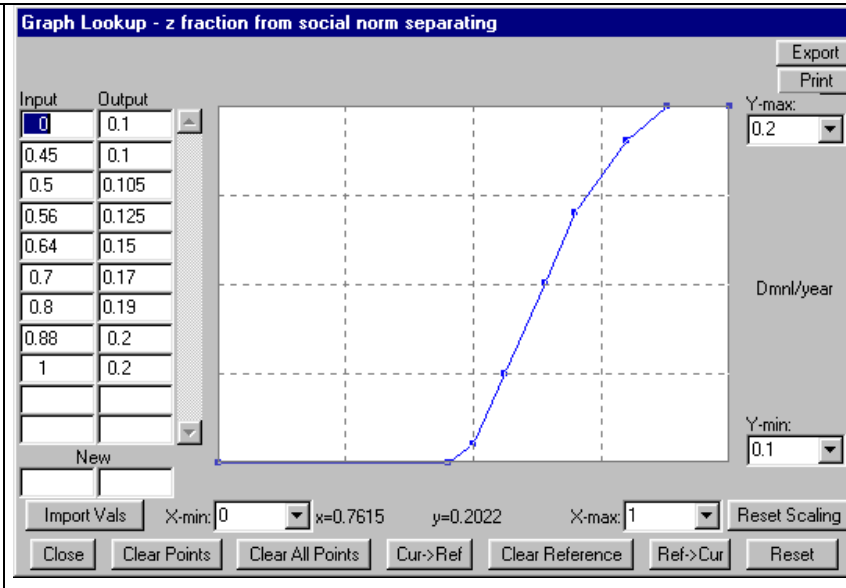 Graph Lookup - z fraction from social norm separating
Export
Print
Input Output Y-max:
0 0.1 0.2
0.45 0.1
0.5 0.105
0.56 0.125
0.64 0.15
0.7 0.17 Dmnl/year
0.8 0.19
0.88 0.2
1 0.2
Y-min:
New 0.1
Import Vals X-min: 0 x=0.7615 y=0.2022 X-max: 1 Reset Scaling
Close Clear Points Clear All Points Cur->Ref Clear Reference Ref->Cur Reset